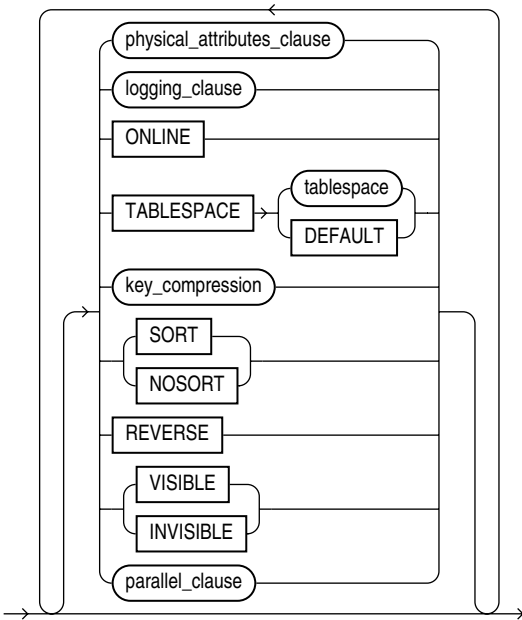 physical_attributes_clause
logging_clause
ONLINE
tablespace
TABLESPACE
DEFAULT
key_compression
SORT
NOSORT
REVERSE
VISIBLE
INVISIBLE
parallel_clause